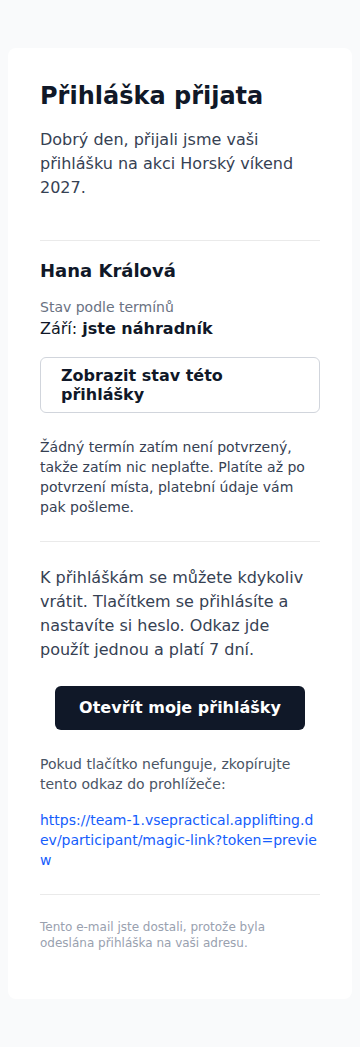 Přihláška přijata
Dobrý den, přijali jsme vaši
přihlášku na akci Horský víkend
2027.
Hana Králová
Stav podle termínů
Září: jste náhradník
Zobrazit stav této
přihlášky
Žádný termín zatím není potvrzený,
takže zatím nic neplaťte. Platíte až po
potvrzení místa, platební údaje vám
pak pošleme.
K přihláškám se můžete kdykoliv
vrátit. Tlačítkem se přihlásíte a
nastavíte si heslo. Odkaz jde
použít jednou a platí 7 dní.
Otevřít moje přihlášky
Pokud tlačítko nefunguje, zkopírujte
tento odkaz do prohlížeče:
https://team-1.vsepractical.applifting.d
ev/participant/magic-link?token=previe
w
Tento e-mail jste dostali, protože byla
odeslána přihláška na vaši adresu.